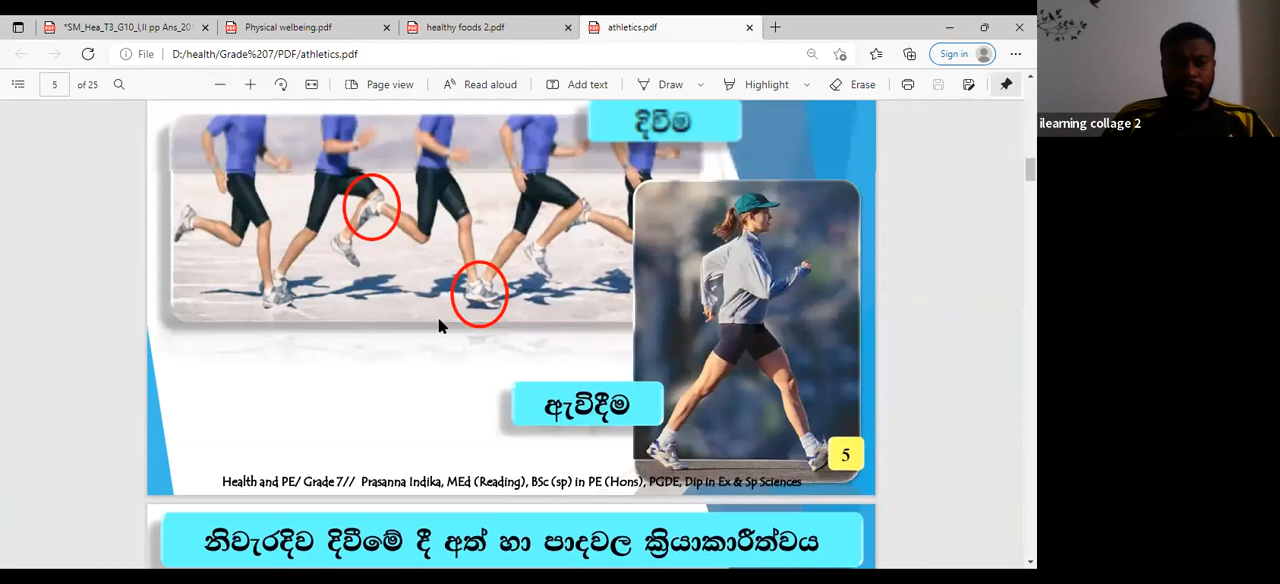 *SM_Hea_T3_G10_I,II pp Ans_201
Physical welbeing.pdf
healthy foods 2.pdf
athletics.pdf
File D:/health/Grade%207/PDF/athletics.pdf
Sign in
5 of 25
Page view
Read aloud
Add text
Draw
Highlight
Erase
ilearning collage 2
දිවීම
ඇවිදීම
5
Health and PE/ Grade 7// Prasanna Indika, MEd (Reading), BSc (sp) in PE (Hons), PGDE, Dip in Ex & Sp Sciences
නිවැරදිව දිවීමේ දී අත් හා පාදවල ක්‍රියාකාරීත්වය